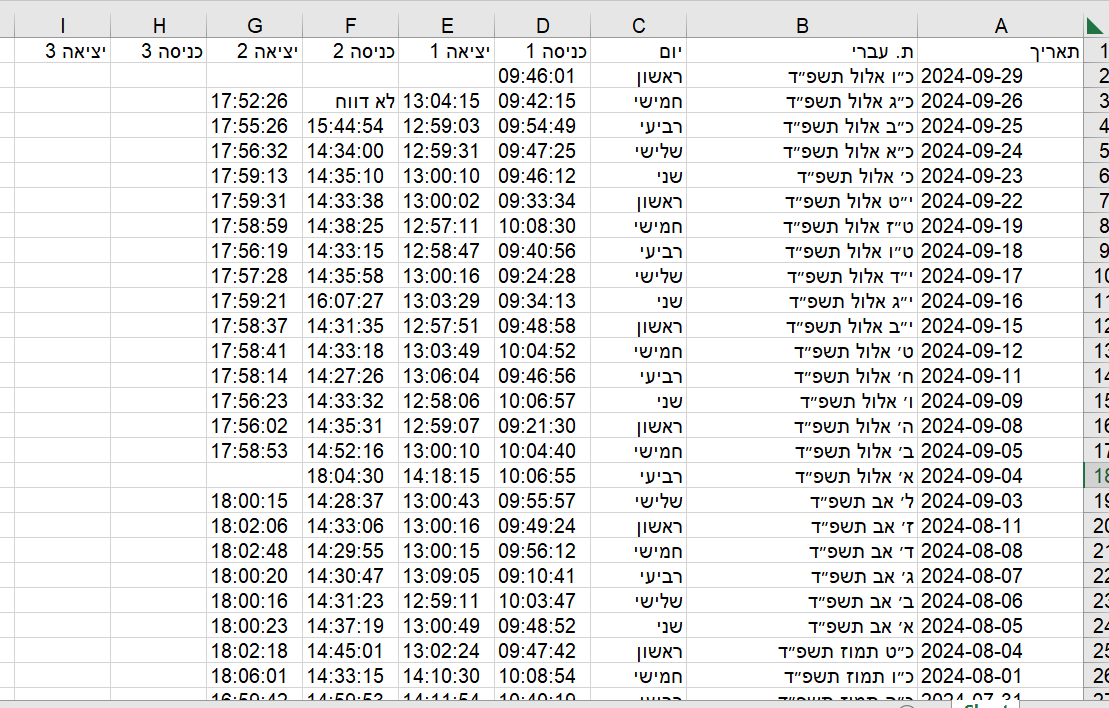 A B C D E F G H I
1 תאריך ת. עברי יום כניסה 1 יציאה 1 כניסה 2 יציאה 2 כניסה 3 יציאה 3
2 2024-09-29 כ״ו אלול תשפ״ד ראשון 09:46:01
3 2024-09-26 כ״ג אלול תשפ״ד חמישי 09:42:15 13:04:15 לא דווח 17:52:26
4 2024-09-25 כ״ב אלול תשפ״ד רביעי 09:54:49 12:59:03 15:44:54 17:55:26
5 2024-09-24 כ״א אלול תשפ״ד שלישי 09:47:25 12:59:31 14:34:00 17:56:32
6 2024-09-23 כ׳ אלול תשפ״ד שני 09:46:12 13:00:10 14:35:10 17:59:13
7 2024-09-22 י״ט אלול תשפ״ד ראשון 09:33:34 13:00:02 14:33:38 17:59:31
8 2024-09-19 ט״ז אלול תשפ״ד חמישי 10:08:30 12:57:11 14:38:25 17:58:59
9 2024-09-18 ט״ו אלול תשפ״ד רביעי 09:40:56 12:58:47 14:33:15 17:56:19
10 2024-09-17 י״ד אלול תשפ״ד שלישי 09:24:28 13:00:16 14:35:58 17:57:28
11 2024-09-16 י״ג אלול תשפ״ד שני 09:34:13 13:03:29 16:07:27 17:59:21
12 2024-09-15 י״ב אלול תשפ״ד ראשון 09:48:58 12:57:51 14:31:35 17:58:37
13 2024-09-12 ט׳ אלול תשפ״ד חמישי 10:04:52 13:03:49 14:33:18 17:58:41
14 2024-09-11 ח׳ אלול תשפ״ד רביעי 09:46:56 13:06:04 14:27:26 17:58:14
15 2024-09-09 ו׳ אלול תשפ״ד שני 10:06:57 12:58:06 14:33:32 17:56:23
16 2024-09-08 ה׳ אלול תשפ״ד ראשון 09:21:30 12:59:07 14:35:31 17:56:02
17 2024-09-05 ב׳ אלול תשפ״ד חמישי 10:04:40 13:00:10 14:52:16 17:58:53
18 2024-09-04 א׳ אלול תשפ״ד רביעי 10:06:55 14:18:15 18:04:30
19 2024-09-03 ל׳ אב תשפ״ד שלישי 09:55:57 13:00:43 14:28:37 18:00:15
20 2024-08-11 ז׳ אב תשפ״ד ראשון 09:49:24 13:00:16 14:33:06 18:02:06
21 2024-08-08 ד׳ אב תשפ״ד חמישי 09:56:12 13:00:15 14:29:55 18:02:48
22 2024-08-07 ג׳ אב תשפ״ד רביעי 09:10:41 13:09:05 14:30:47 18:00:20
23 2024-08-06 ב׳ אב תשפ״ד שלישי 10:03:47 12:59:11 14:31:23 18:00:16
24 2024-08-05 א׳ אב תשפ״ד שני 09:48:52 13:00:49 14:37:19 18:00:23
25 2024-08-04 כ״ט תמוז תשפ״ד ראשון 09:47:42 13:02:24 14:45:01 18:02:18
26 2024-08-01 כ״ו תמוז תשפ״ד חמישי 10:08:54 14:10:30 14:33:15 18:06:01